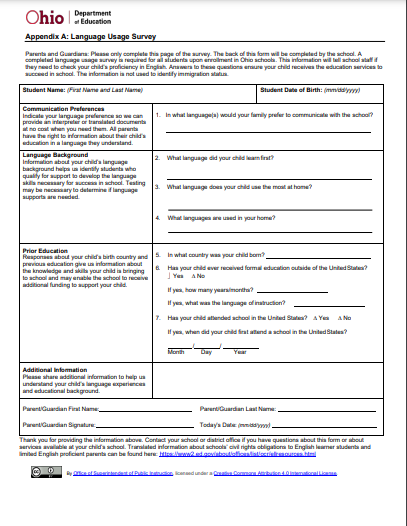 Ohio
Department
of Education
Appendix A: Language Usage Survey
Parents and Guardians: Please only complete this page of the survey. The back of this form will be completed by the school. A
completed language usage survey is required for all students upon enrollment in Ohio schools. This information will tell school staff if
they need to check your child's proficiency in English. Answers to these questions ensure your child receives the education services to
succeed in school. The information is not used to identify immigration status.
Student Name: (First Name and Last Name)
Student Date of Birth: (mm/dd/yyyy)
Communication Preferences
Indicate your language preference so we can
provide an interpreter or translated documents
at no cost when you need them. All parents
have the right to information about their child's
education in a language they understand.
1. In what language(s) would your family prefer to communicate with the school?
Language Background
Information about your child's language
background helps us identify students
who qualify for support to develop the
language skills necessary for success in school. Testing
may be necessary to determine if language
supports are needed.
2. What language did your child learn first?
3. What language does your child use the most at home?
4. What languages are used in your home?
Prior Education
Responses about your child's birth country and
previous education give us information about
the knowledge and skills your child is bringing
to school and may enable the school to receive
additional funding to support your child.
5. In what country was your child born?
6. Has your child ever received formal education outside of the United States?
Yes No
If yes, how many years/months?
If yes, what was the language of instruction?
7. Has your child attended school in the United States? Yes No
If yes, when did your child first attend a school in the United States?
/ /
Month Day Year
Additional Information
Please share additional information to help us
understand your child's language experiences
and educational background.
Parent/Guardian First Name:
Parent/Guardian Last Name:
Parent/Guardian Signature:
Today's Date: (mm/dd/yyyy)
Thank you for providing the information above. Contact your school or district office if you have questions about this form or about
services available at your child's school. Translated information about schools' civil rights obligations to English learner students and
limited English proficient parents can be found here: https://www2.ed.gov/about/offices/list/ocr/ellresources.html
By Office of Superintendent of Public Instruction, licensed under a Creative Commons Attribution 4.0 International License.